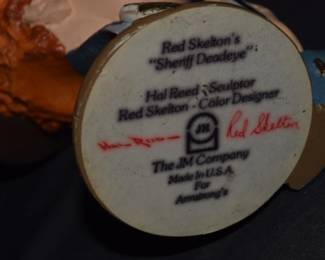 Red Skelton's
"Sheriff Deadeye"
Hal Reed - Sculptor
Red Skelton - Color Designer
Red Skelton
The JM Company
Made in U.S.A.
For
Armstrong's